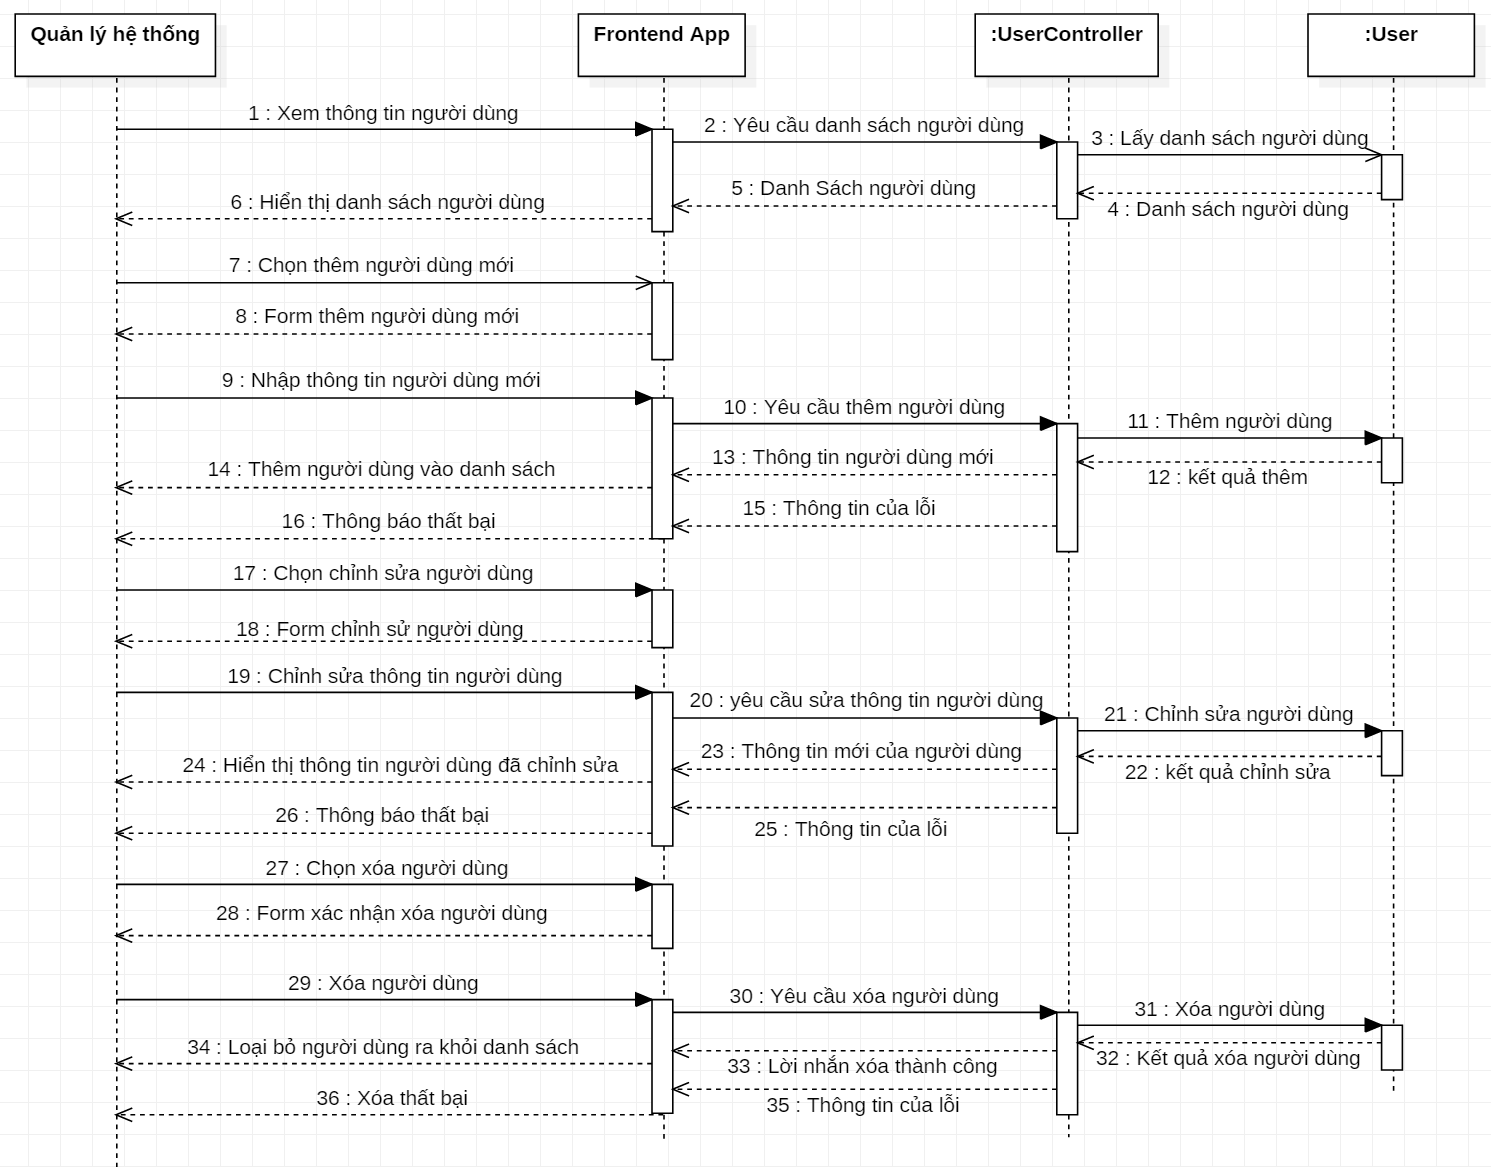 Quản lý hệ thống
Frontend App
:UserController
:User
1 : Xem thông tin người dùng
2 : Yêu cầu danh sách người dùng
3 : Lấy danh sách người dùng
4 : Danh sách người dùng
5 : Danh Sách người dùng
6 : Hiển thị danh sách người dùng
7 : Chọn thêm người dùng mới
8 : Form thêm người dùng mới
9 : Nhập thông tin người dùng mới
10 : Yêu cầu thêm người dùng
11 : Thêm người dùng
12 : kết quả thêm
13 : Thông tin người dùng mới
14 : Thêm người dùng vào danh sách
15 : Thông tin của lỗi
16 : Thông báo thất bại
17 : Chọn chỉnh sửa người dùng
18 : Form chỉnh sử người dùng
19 : Chỉnh sửa thông tin người dùng
20 : yêu cầu sửa thông tin người dùng
21 : Chỉnh sửa người dùng
22 : kết quả chỉnh sửa
23 : Thông tin mới của người dùng
24 : Hiển thị thông tin người dùng đã chỉnh sửa
25 : Thông tin của lỗi
26 : Thông báo thất bại
27 : Chọn xóa người dùng
28 : Form xác nhận xóa người dùng
29 : Xóa người dùng
30 : Yêu cầu xóa người dùng
31 : Xóa người dùng
32 : Kết quả xóa người dùng
33 : Lời nhắn xóa thành công
34 : Loại bỏ người dùng ra khỏi danh sách
35 : Thông tin của lỗi
36 : Xóa thất bại